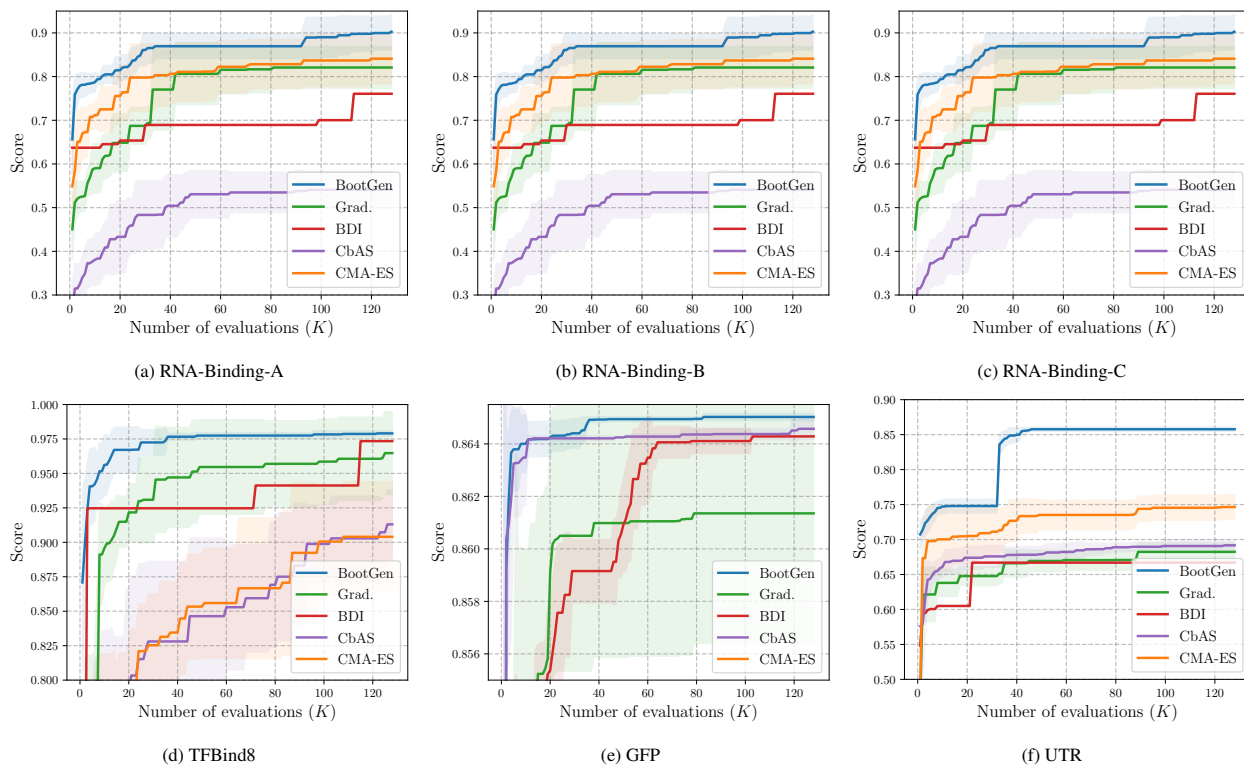 0.9
0.8
0.7
0.6
0.5
0.4
0.3
Score
BootGen
Grad.
BDI
CbAS
CMA-ES
0 20 40 60 80 100 120
Number of evaluations (K)
(a) RNA-Binding-A
0.9
0.8
0.7
0.6
0.5
0.4
0.3
Score
BootGen
Grad.
BDI
CbAS
CMA-ES
0 20 40 60 80 100 120
Number of evaluations (K)
(b) RNA-Binding-B
0.9
0.8
0.7
0.6
0.5
0.4
0.3
Score
BootGen
Grad.
BDI
CbAS
CMA-ES
0 20 40 60 80 100 120
Number of evaluations (K)
(c) RNA-Binding-C
1.000
0.975
0.950
0.925
0.900
0.875
0.850
0.825
0.800
Score
BootGen
Grad.
BDI
CbAS
CMA-ES
0 20 40 60 80 100 120
Number of evaluations (K)
(d) TFBind8
0.864
0.862
0.860
0.858
0.856
Score
BootGen
Grad.
BDI
CbAS
CMA-ES
0 20 40 60 80 100 120
Number of evaluations (K)
(e) GFP
0.90
0.85
0.80
0.75
0.70
0.65
0.60
0.55
0.50
Score
BootGen
Grad.
BDI
CbAS
CMA-ES
0 20 40 60 80 100 120
Number of evaluations (K)
(f) UTR